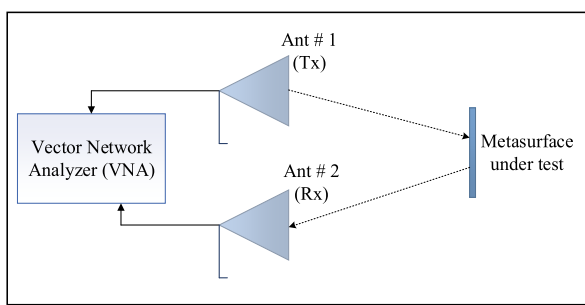 Ant # 1
(Tx)
Vector Network
Analyzer (VNA)
Metasurface
under test
Ant # 2
(Rx)